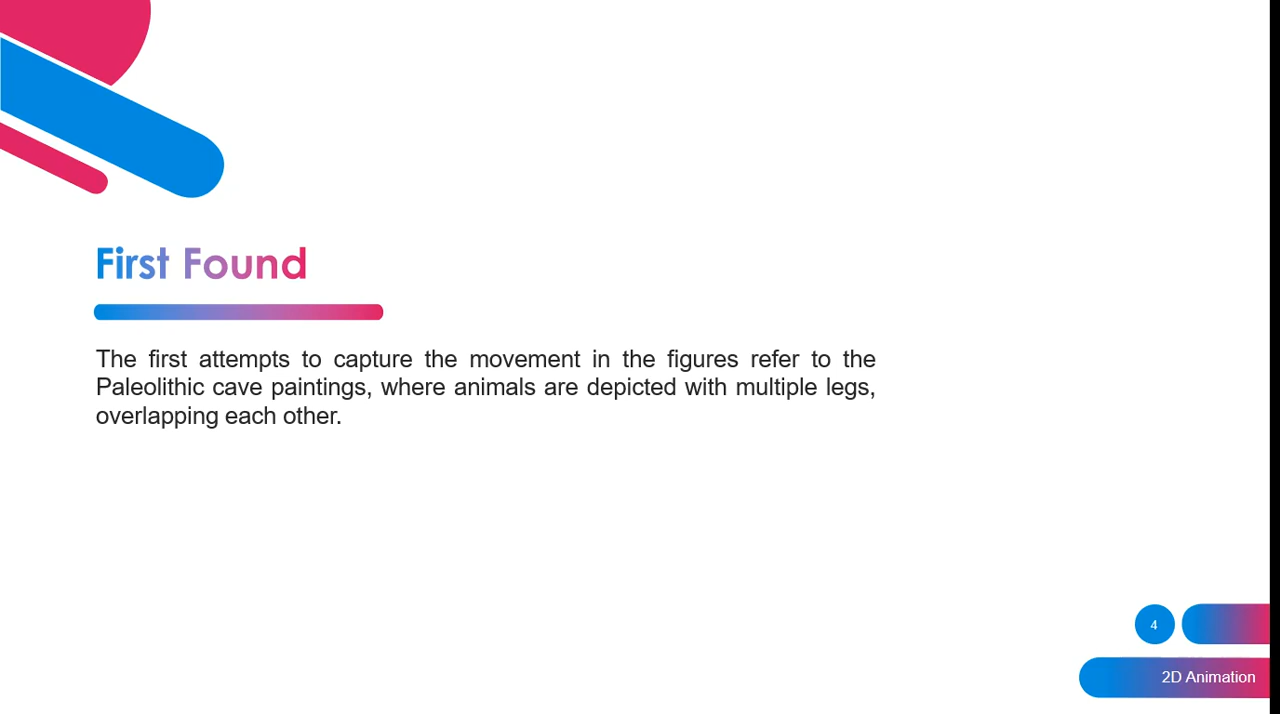 First Found
The first attempts to capture the movement in the figures refer to the
Paleolithic cave paintings, where animals are depicted with multiple legs,
overlapping each other.
4
2D Animation